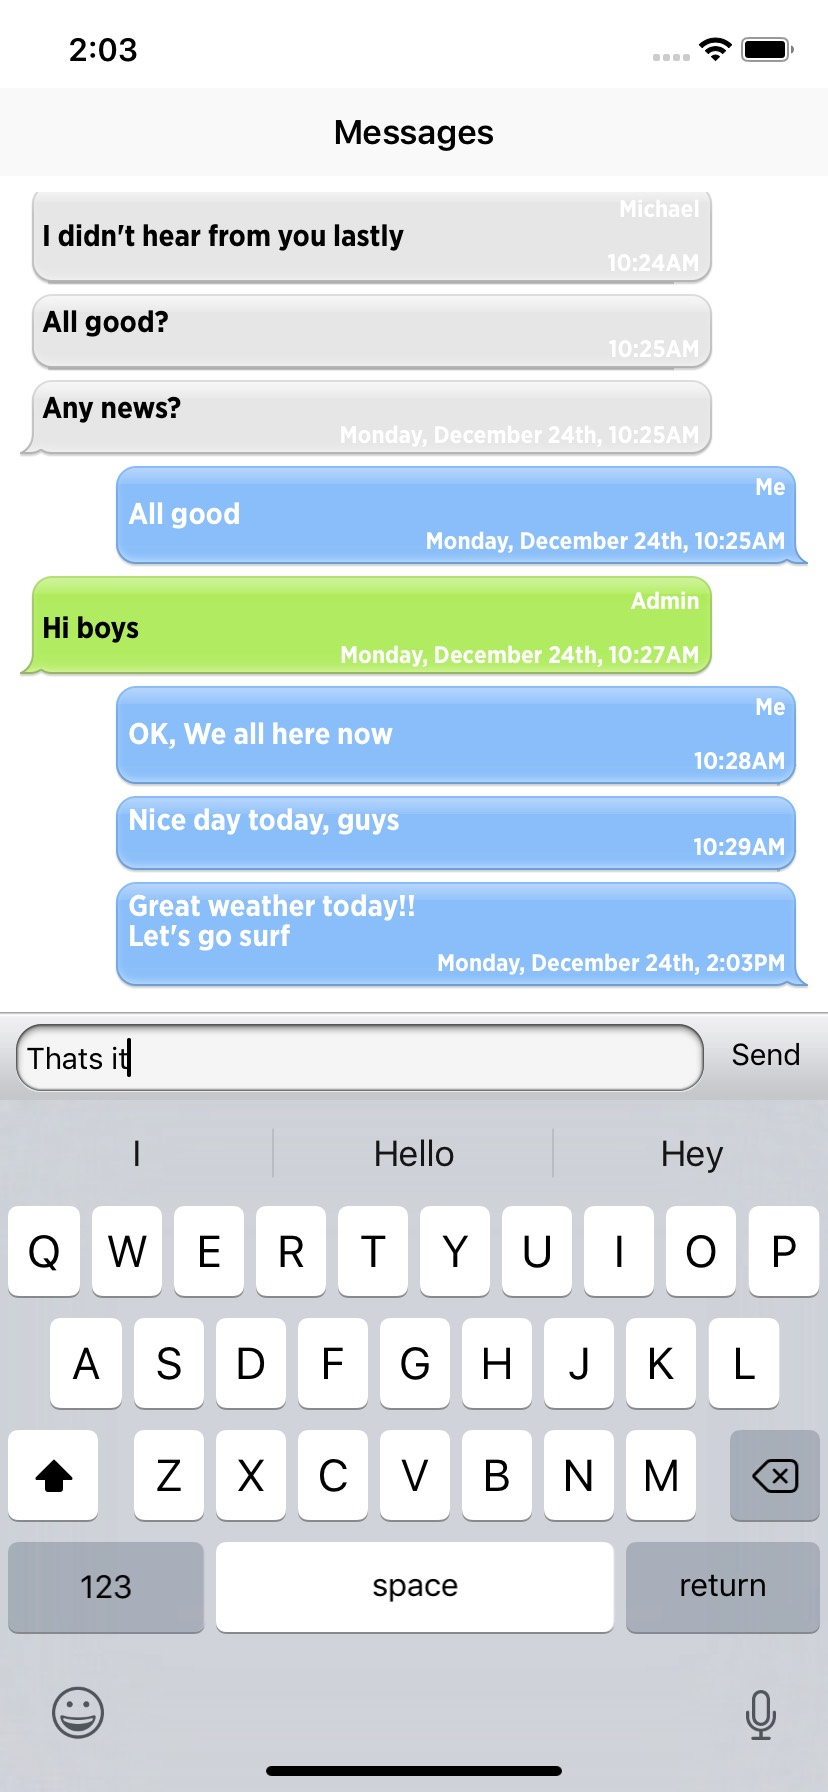 2:03
Messages
Michael
I didn't hear from you lastly
10:24AM
All good?
10:25AM
Any news?
Monday, December 24th, 10:25AM
Me
All good
Monday, December 24th, 10:25AM
Admin
Hi boys
Monday, December 24th, 10:27AM
Me
OK, We all here now
10:28AM
Nice day today, guys
10:29AM
Great weather today!!
Let's go surf
Monday, December 24th, 2:03PM
Thats it Send
I Hello Hey
Q W E R T Y U I O P
A S D F G H J K L
Z X C V B N M
123 space return